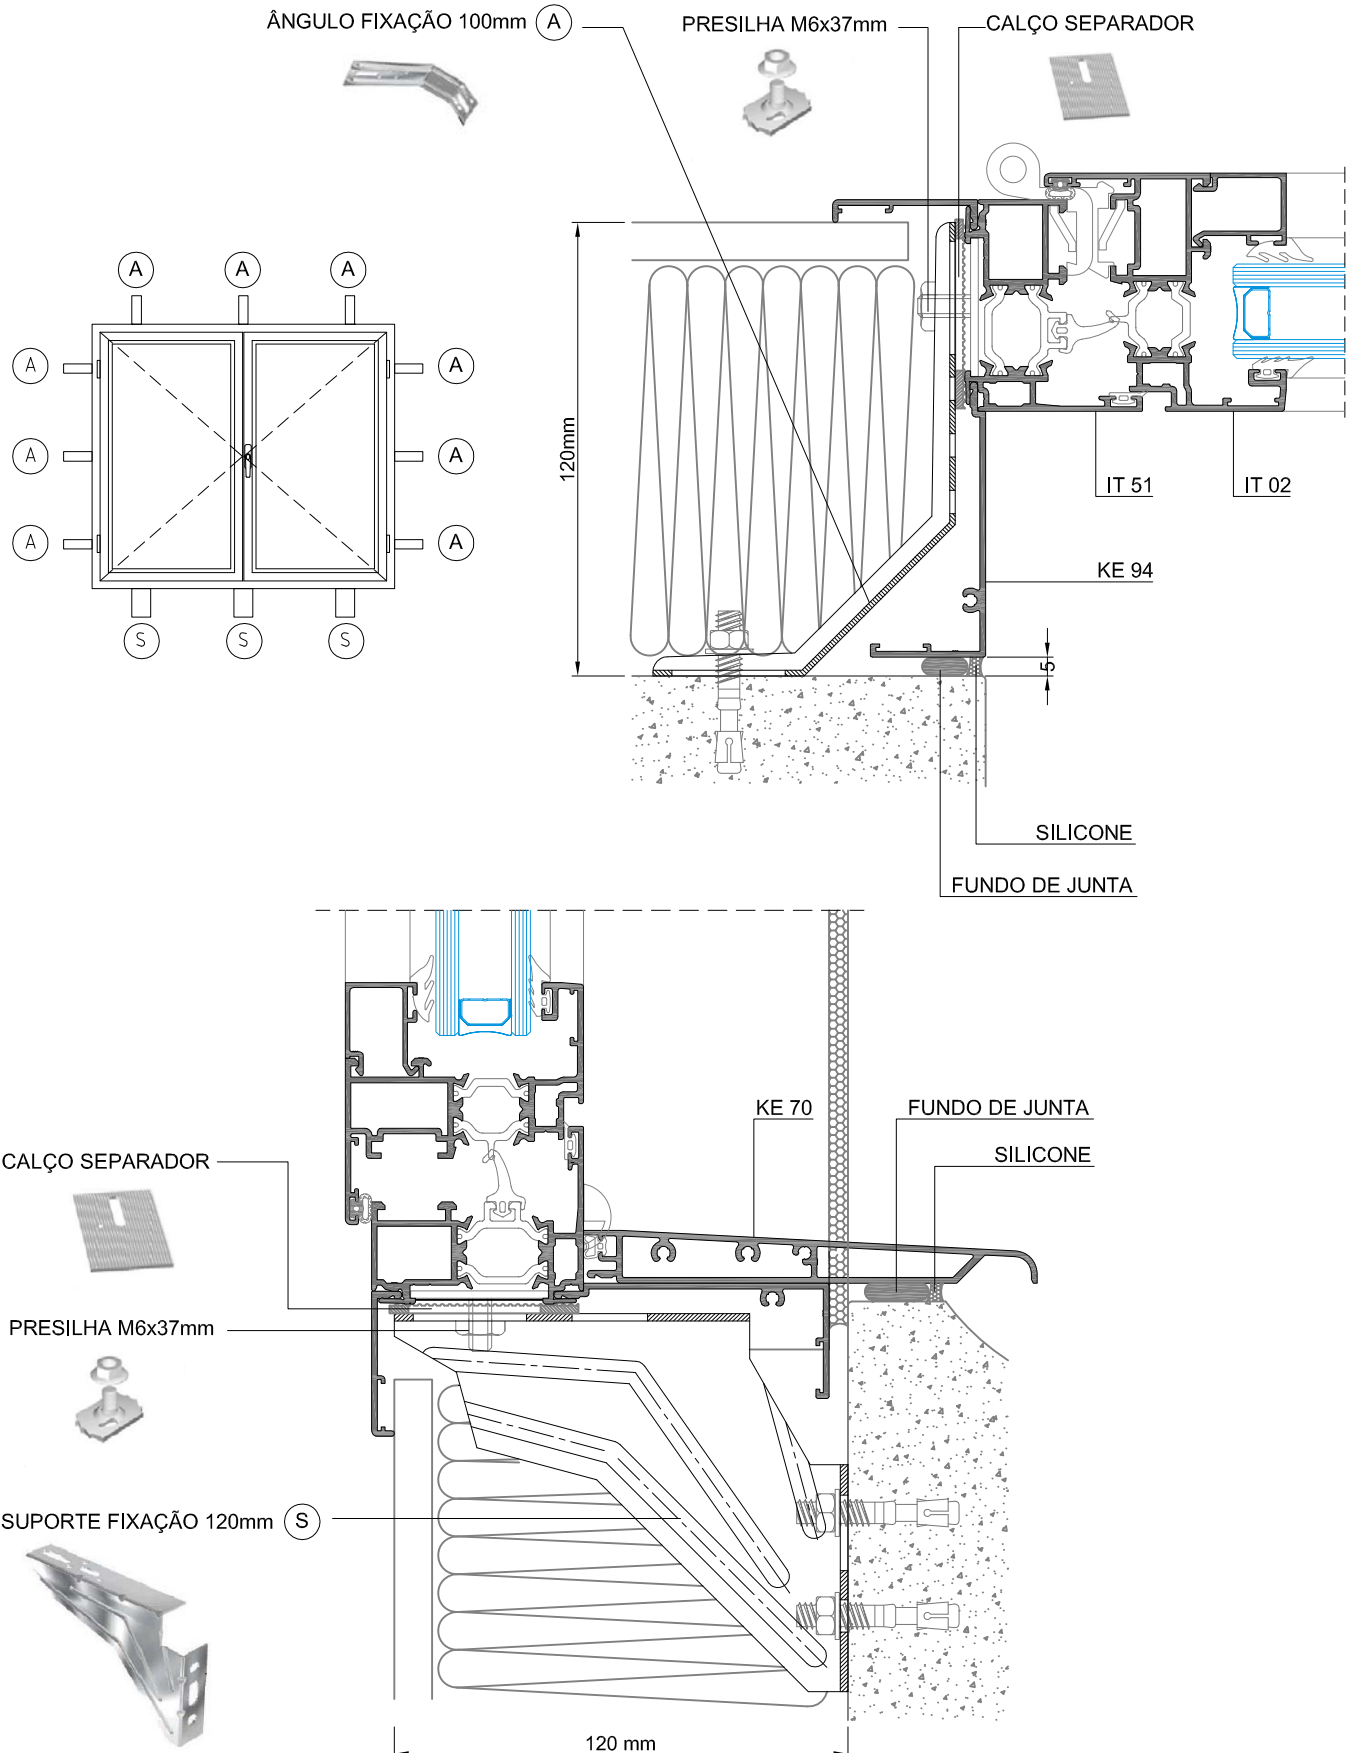 ÂNGULO FIXAÇÃO 100mm A
PRESILHA M6x37mm
CALÇO SEPARADOR
A A A
A A
A A
A A
S S S
120mm
IT 51
IT 02
KE 94
5
SILICONE
FUNDO DE JUNTA
KE 70
FUNDO DE JUNTA
SILICONE
CALÇO SEPARADOR
PRESILHA M6x37mm
SUPORTE FIXAÇÃO 120mm S
120 mm